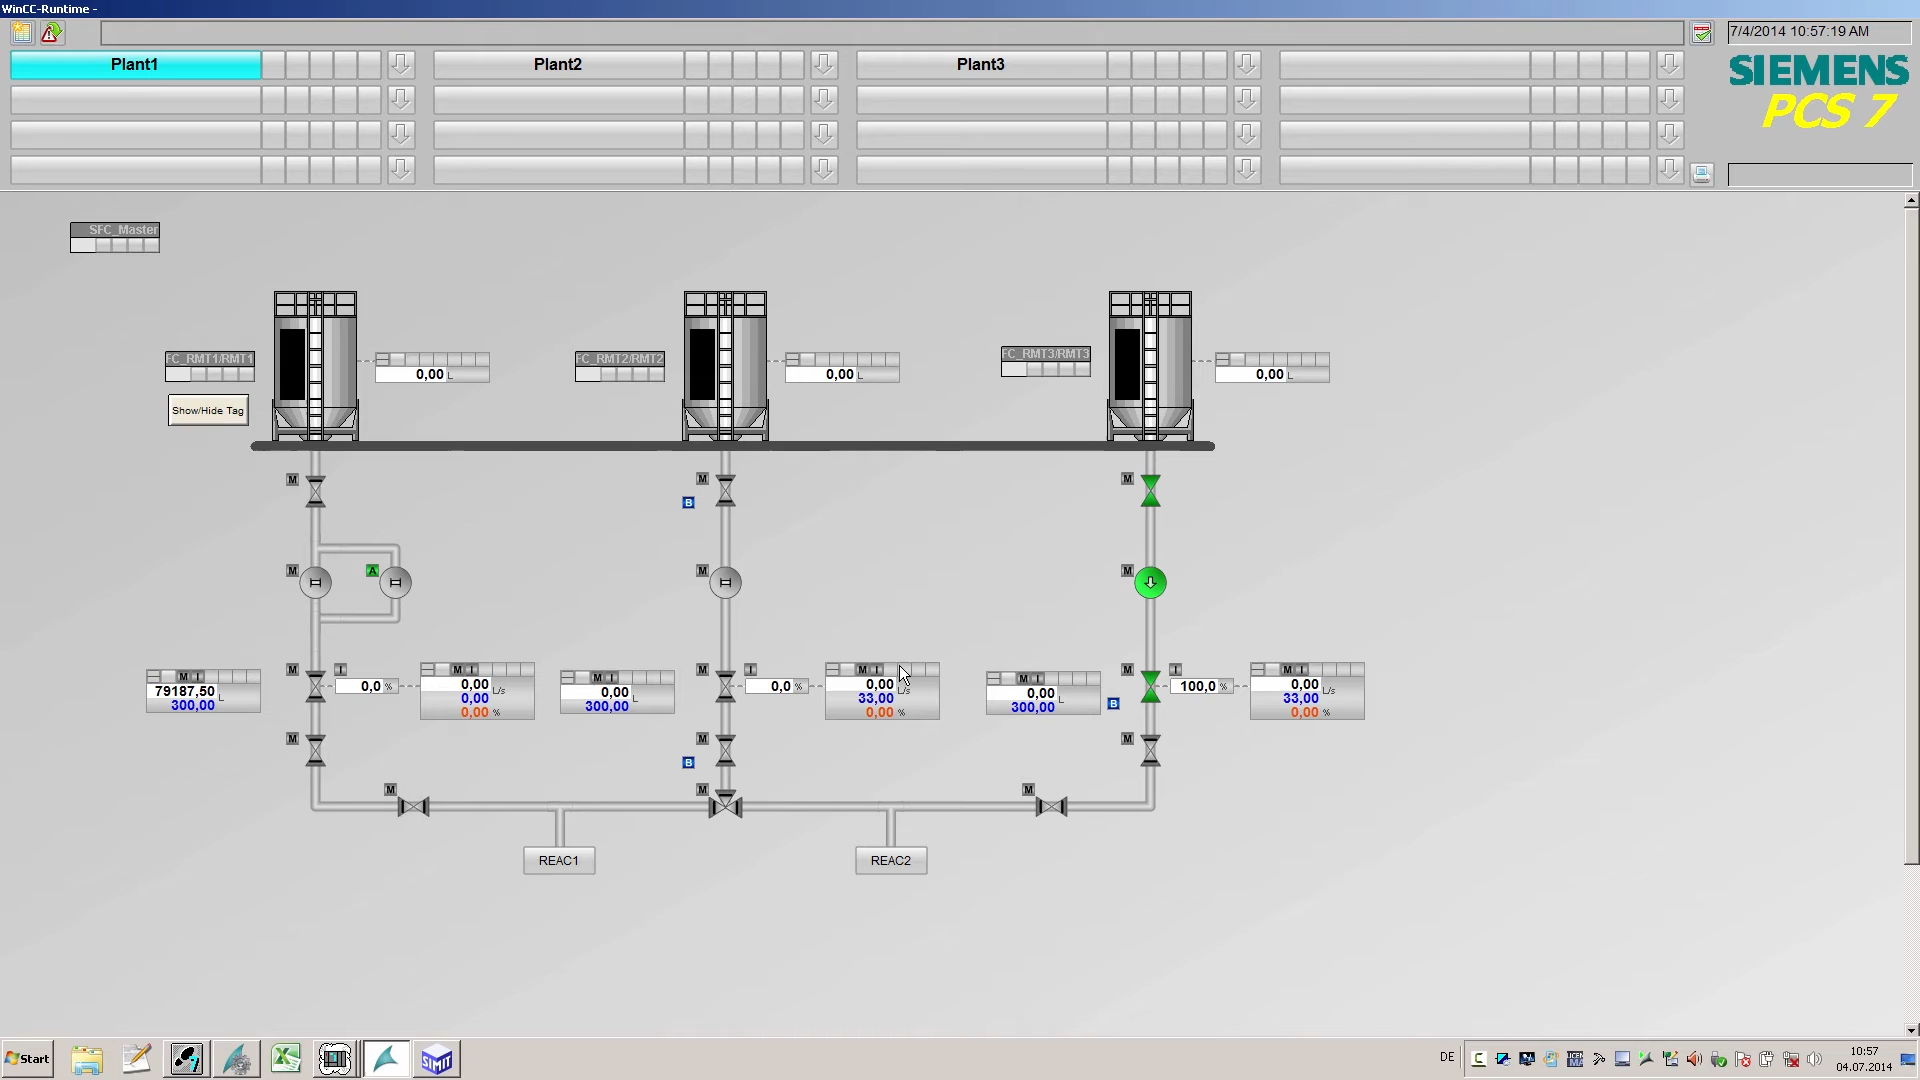 WinCC-Runtime -
7/4/2014 10:57:19 AM
Plant1
Plant2
Plant3
SIEMENS
PCS 7
SFC_Master
FC_RMT1/RMT1
0,00 L
FC_RMT2/RMT2
0,00 L
FC_RMT3/RMT3
0,00 L
Show/Hide Tag
M
M
M
B
M
A
M
M
M I
79187,50 L
300,00
M
I
0,0 %
M I
0,00 L/s
0,00
0,00 %
M I
0,00 L
300,00
M
I
0,0 %
M I
0,00 L/s
33,00
0,00 %
M I
0,00 L
300,00
B
M
I
100,0 %
M I
0,00 L/s
33,00
0,00 %
M
M
B
M
M
M
M
REAC1
REAC2
Start
SIMIT
DE
10:57
04.07.2014